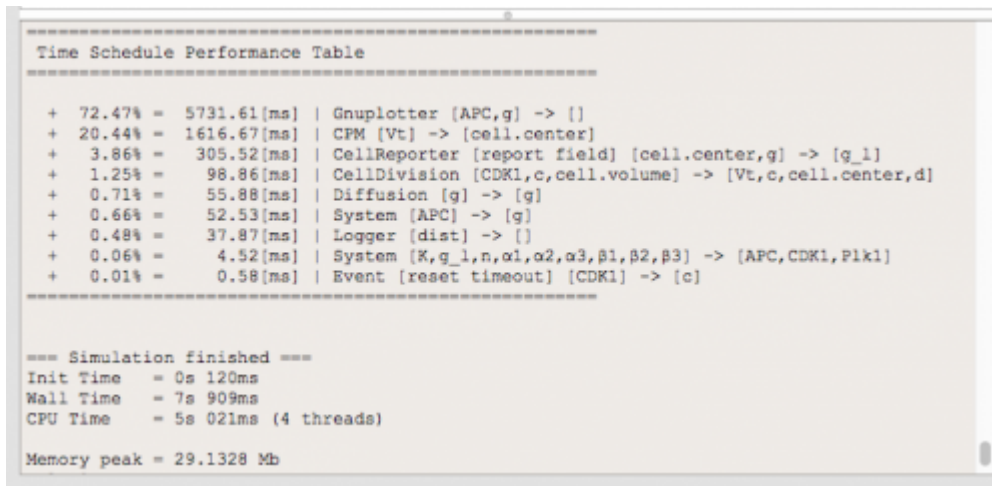 =======================================================
Time Schedule Performance Table
=======================================================
+ 72.47% = 5731.61[ms] | Gnuplotter [APC,g] -> []
+ 20.44% = 1616.67[ms] | CPM [Vt] -> [cell.center]
+ 3.86% = 305.52[ms] | CellReporter [report field] [cell.center,g] -> [g_l]
+ 1.25% = 98.86[ms] | CellDivision [CDK1,c,cell.volume] -> [Vt,c,cell.center,d]
+ 0.71% = 55.88[ms] | Diffusion [g] -> [g]
+ 0.66% = 52.53[ms] | System [APC] -> [g]
+ 0.48% = 37.87[ms] | Logger [dist] -> []
+ 0.06% = 4.52[ms] | System [K,g_l,n,α1,α2,α3,β1,β2,β3] -> [APC,CDK1,Plk1]
+ 0.01% = 0.58[ms] | Event [reset timeout] [CDK1] -> [c]
=======================================================
=== Simulation finished ===
Init Time = 0s 120ms
Wall Time = 7s 909ms
CPU Time = 5s 021ms (4 threads)
Memory peak = 29.1328 Mb